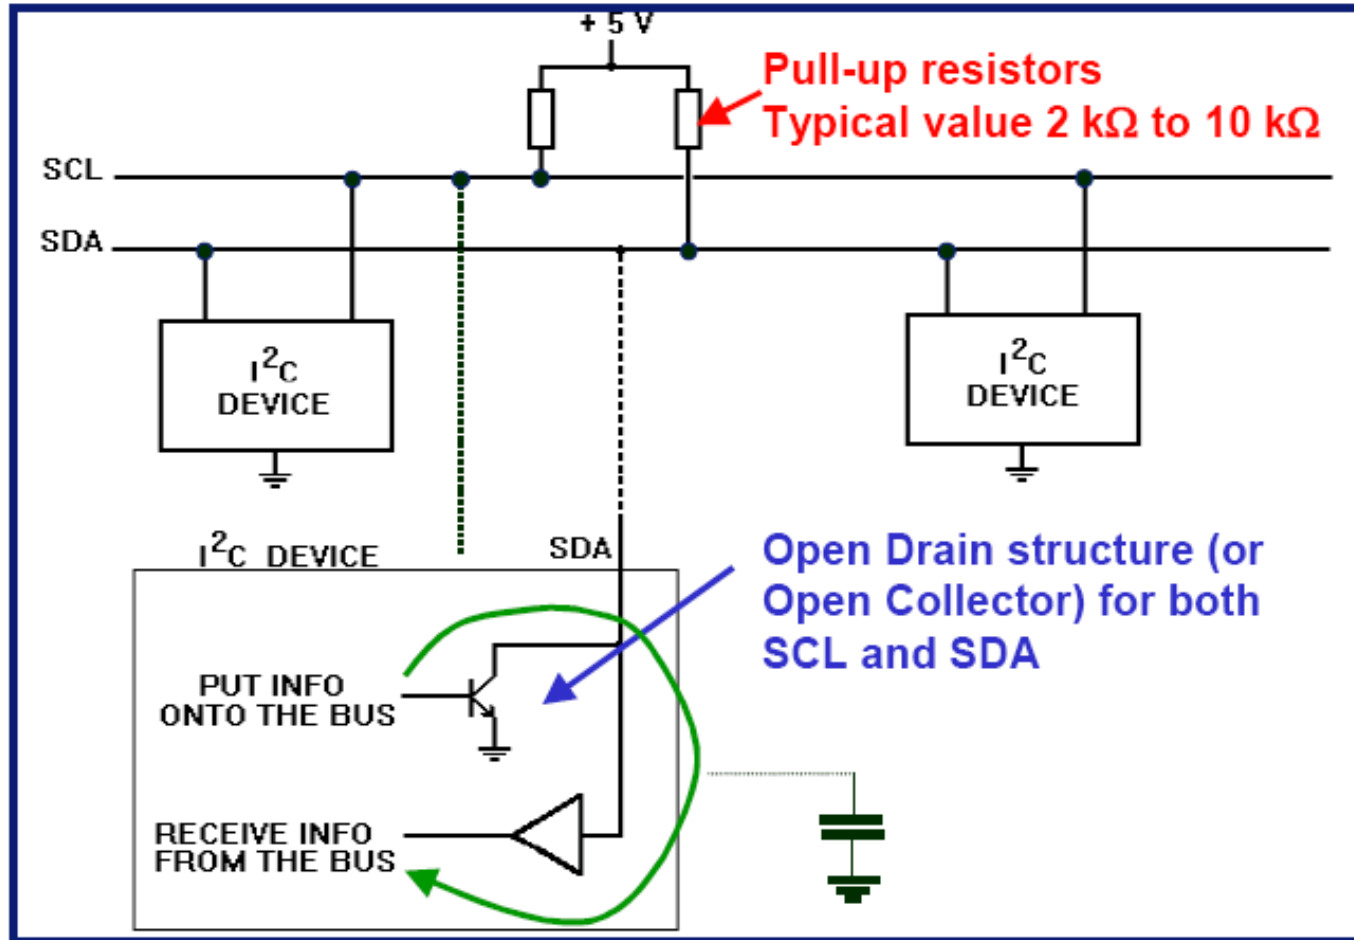 + 5 V
Pull-up resistors
Typical value 2 kΩ to 10 kΩ
SCL
SDA
I²C
DEVICE
I²C
DEVICE
I²C DEVICE
SDA
Open Drain structure (or
Open Collector) for both
SCL and SDA
PUT INFO
ONTO THE BUS
RECEIVE INFO
FROM THE BUS